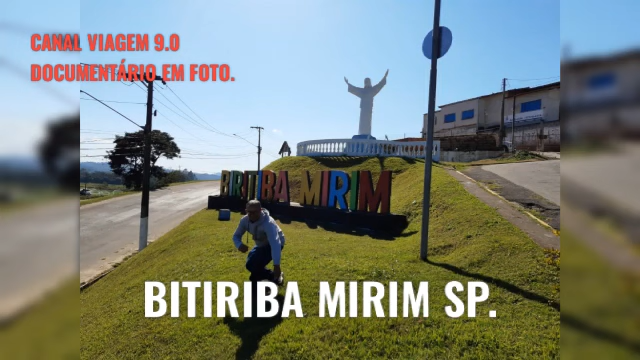 CANAL VIAGEM 9.0
DOCUMENTÁRIO EM FOTO.
BIRITIBA MIRIM
BITIRIBA MIRIM SP.